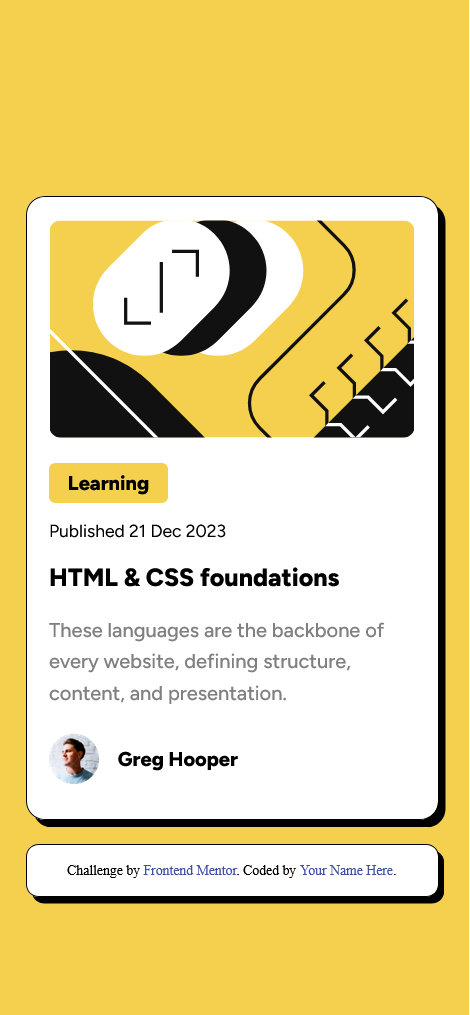 Learning
Published 21 Dec 2023
HTML & CSS foundations
These languages are the backbone of
every website, defining structure,
content, and presentation.
Greg Hooper
Challenge by Frontend Mentor. Coded by Your Name Here.